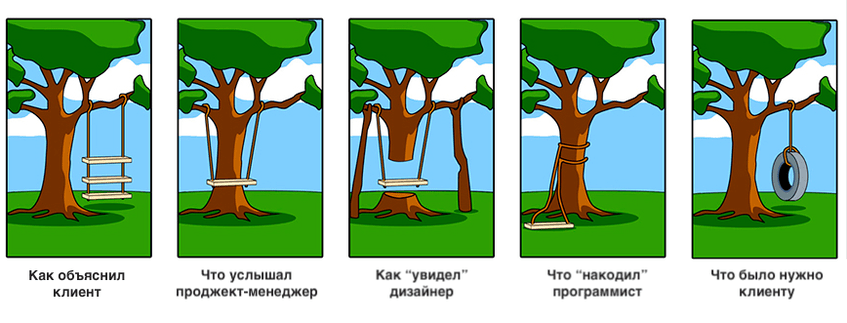 Как объяснил
клиент
Что услышал
проджект-менеджер
Как “увидел”
дизайнер
Что “накодил”
программист
Что было нужно
клиенту